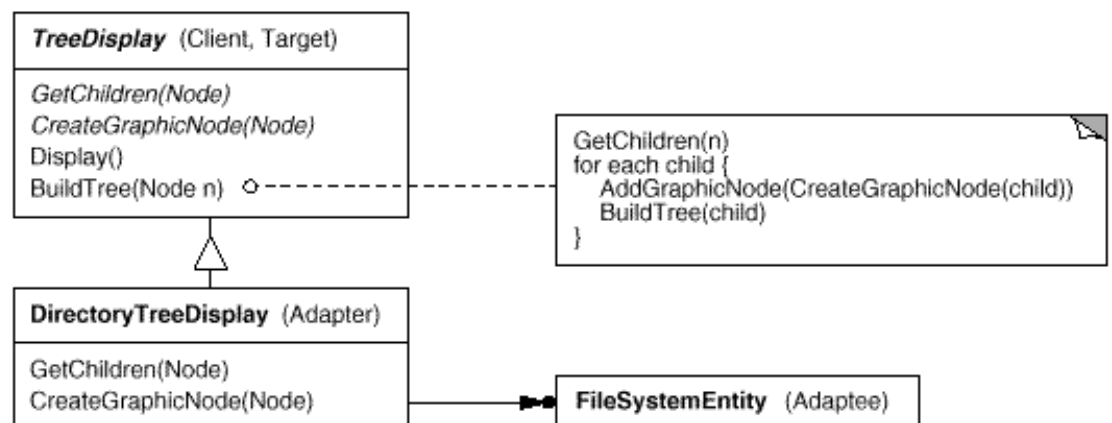 TreeDisplay (Client, Target)
GetChildren(Node)
CreateGraphicNode(Node)
Display()
BuildTree(Node n)
GetChildren(n)
for each child {
AddGraphicNode(CreateGraphicNode(child))
BuildTree(child)
}
DirectoryTreeDisplay (Adapter)
GetChildren(Node)
CreateGraphicNode(Node)
FileSystemEntity (Adaptee)